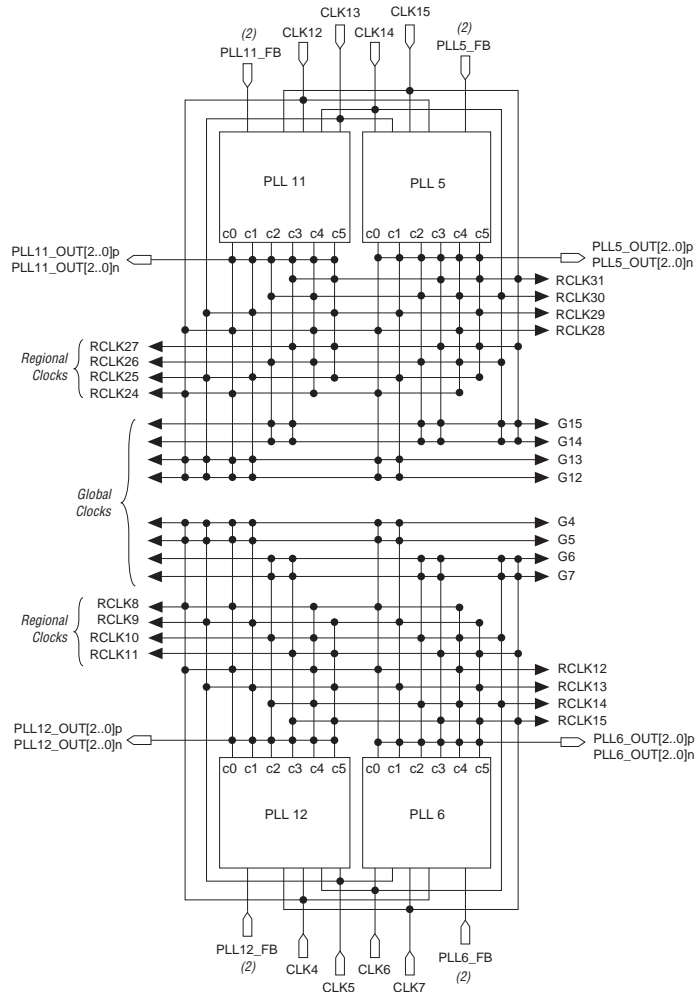 CLK13 CLK15
(2) CLK12 CLK14 (2)
PLL11_FB PLL5_FB
PLL 11 PLL 5
c0 c1 c2 c3 c4 c5 c0 c1 c2 c3 c4 c5
PLL11_OUT[2..0]p PLL5_OUT[2..0]p
PLL11_OUT[2..0]n PLL5_OUT[2..0]n
RCLK31
RCLK30
RCLK29
RCLK28
RCLK27
Regional RCLK26
Clocks RCLK25
RCLK24
G15
G14
G13
G12
Global
Clocks
G4
G5
G6
G7
RCLK8
Regional RCLK9
Clocks RCLK10
RCLK11
RCLK12
RCLK13
RCLK14
RCLK15
PLL12_OUT[2..0]p PLL6_OUT[2..0]p
PLL12_OUT[2..0]n PLL6_OUT[2..0]n
c0 c1 c2 c3 c4 c5 c0 c1 c2 c3 c4 c5
PLL 12 PLL 6
PLL12_FB PLL6_FB
(2) CLK4 CLK6 (2)
CLK5 CLK7